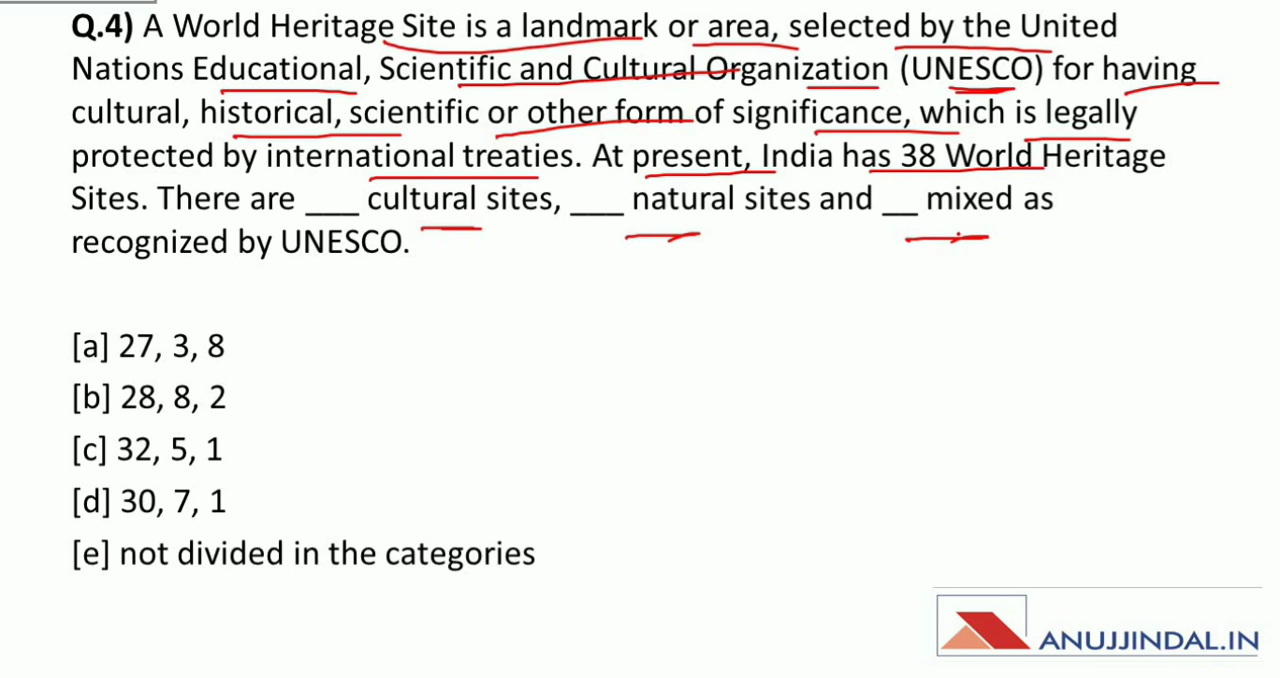 Q.4) A World Heritage Site is a landmark or area, selected by the United
Nations Educational, Scientific and Cultural Organization (UNESCO) for having
cultural, historical, scientific or other form of significance, which is legally
protected by international treaties. At present, India has 38 World Heritage
Sites. There are ___ cultural sites, ___ natural sites and __ mixed as
recognized by UNESCO.
[a] 27, 3, 8
[b] 28, 8, 2
[c] 32, 5, 1
[d] 30, 7, 1
[e] not divided in the categories
ANUJJINDAL.IN